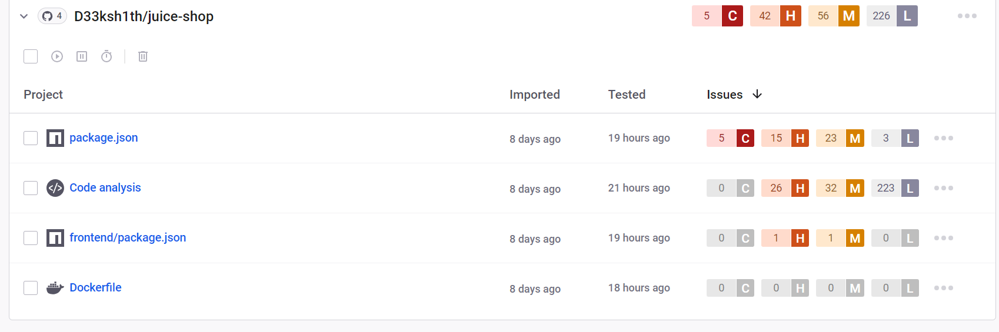 4 D33ksh1th/juice-shop 5 C 42 H 56 M 226 L
Project Imported Tested Issues
package.json 8 days ago 19 hours ago 5 C 15 H 23 M 3 L
Code analysis 8 days ago 21 hours ago 0 C 26 H 32 M 223 L
frontend/package.json 8 days ago 19 hours ago 0 C 1 H 1 M 0 L
Dockerfile 8 days ago 18 hours ago 0 C 0 H 0 M 0 L